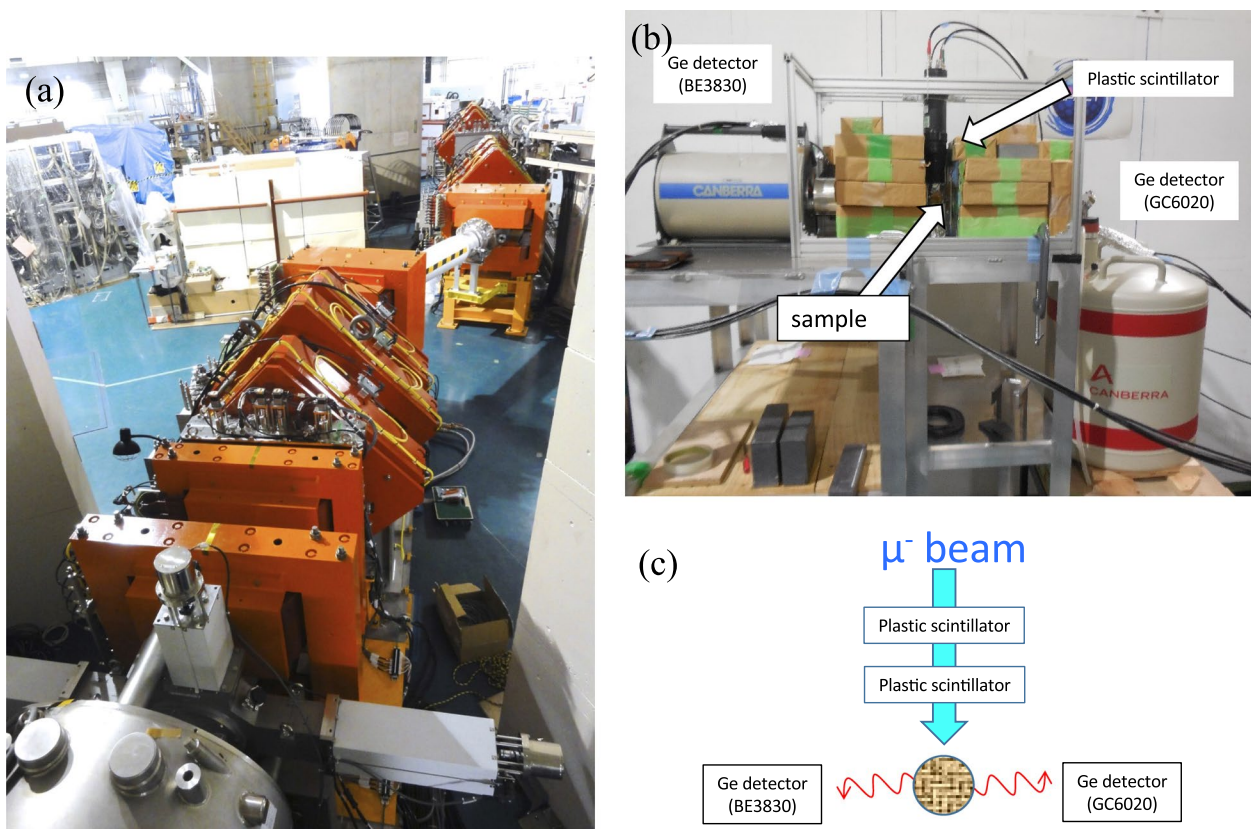 (a)
(b)
Ge detector
(BE3830)
Plastic scintillator
Ge detector
(GC6020)
CANBERRA
sample
CANBERRA
(c)
μ⁻ beam
Plastic scintillator
Plastic scintillator
Ge detector
(BE3830)
Ge detector
(GC6020)